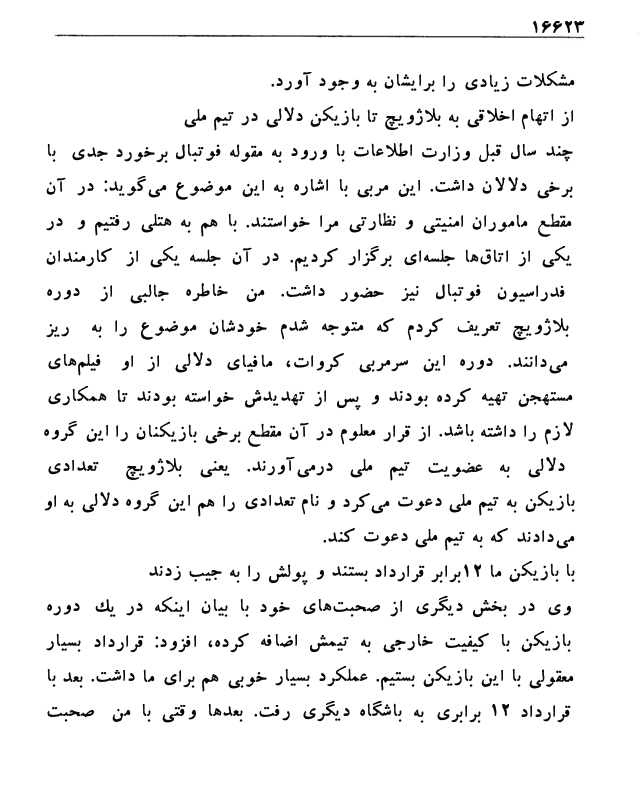 ۱۶۶۲۳
مشکلات زیادی را برایشان به وجود آورد.
از اتهام اخلاقی به بلاژویچ تا بازیکن دلالی در تیم ملی
چند سال قبل وزارت اطلاعات با ورود به مقوله فوتبال برخورد جدی با
برخی دلالان داشت. این مربی با اشاره به این موضوع می‌گوید: در آن
مقطع ماموران امنیتی و نظارتی مرا خواستند. با هم به هتلی رفتیم و در
یکی از اتاق‌ها جلسه‌ای برگزار کردیم. در آن جلسه یکی از کارمندان
فدراسیون فوتبال نیز حضور داشت. من خاطره جالبی از دوره
بلاژویچ تعریف کردم که متوجه شدم خودشان موضوع را به ریز
می‌دانند. دوره این سرمربی کروات، مافیای دلالی از او فیلم‌های
مستهجن تهیه کرده بودند و پس از تهدیدش خواسته بودند تا همکاری
لازم را داشته باشد. از قرار معلوم در آن مقطع برخی بازیکنان را این گروه
دلالی به عضویت تیم ملی درمی‌آورند. یعنی بلاژویچ تعدادی
بازیکن به تیم ملی دعوت می‌کرد و نام تعدادی را هم این گروه دلالی به او
می‌دادند که به تیم ملی دعوت کند.
با بازیکن ما ۱۲برابر قرارداد بستند و پولش را به جیب زدند
وی در بخش دیگری از صحبت‌های خود با بیان اینکه در یك دوره
بازیکن با کیفیت خارجی به تیمش اضافه کرده، افزود: قرارداد بسیار
معقولی با این بازیکن بستیم. عملکرد بسیار خوبی هم برای ما داشت. بعد با
قرارداد ۱۲ برابری به باشگاه دیگری رفت. بعدها وقتی با من صحبت